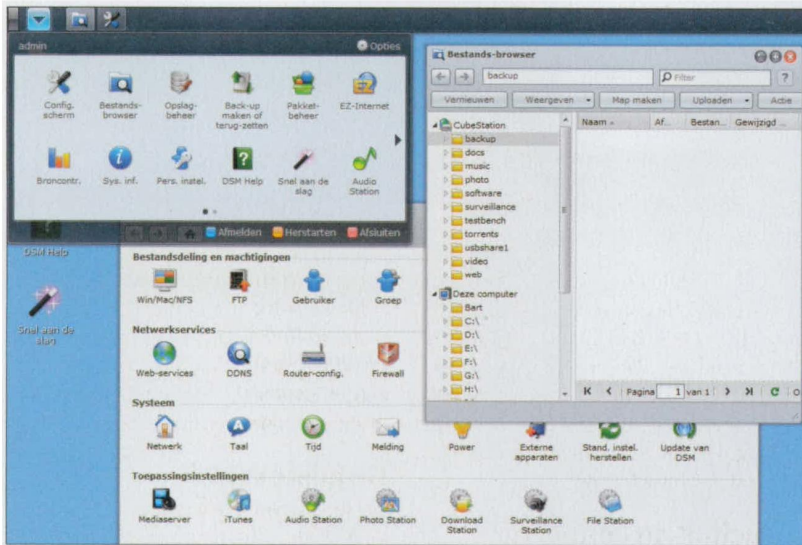 admin
Opties
Config. scherm
Bestands-browser
Opslag-beheer
Back-up maken of terug-zetten
Pakket-beheer
EZ-Internet
Broncontr.
Sys. inf.
Pers. instel.
DSM Help
Snel aan de slag
Audio Station
Afmelden
Herstarten
Afsluiten
DSM Help
Snel aan de slag
Bestandsdeling en machtigingen
Win/Mac/NFS
FTP
Gebruiker
Groep
Netwerkservices
Web-services
DDNS
Router-config.
Firewall
Systeem
Netwerk
Taal
Tijd
Melding
Power
Externe apparaten
Stand. instel. herstellen
Update van DSM
Toepassingsinstellingen
Mediaserver
iTunes
Audio Station
Photo Station
Download Station
Surveillance Station
File Station
Bestands-browser
backup
Filter
?
Vernieuwen
Weergeven
Map maken
Uploaden
Actie
CubeStation
backup
docs
music
photo
software
surveillance
testbench
torrents
usbshare1
video
web
Deze computer
Bart
C:\
D:\
E:\
F:\
G:\
H:\
Naam
Af...
Bestan...
Gewijzigd ...
Pagina 1 van 1